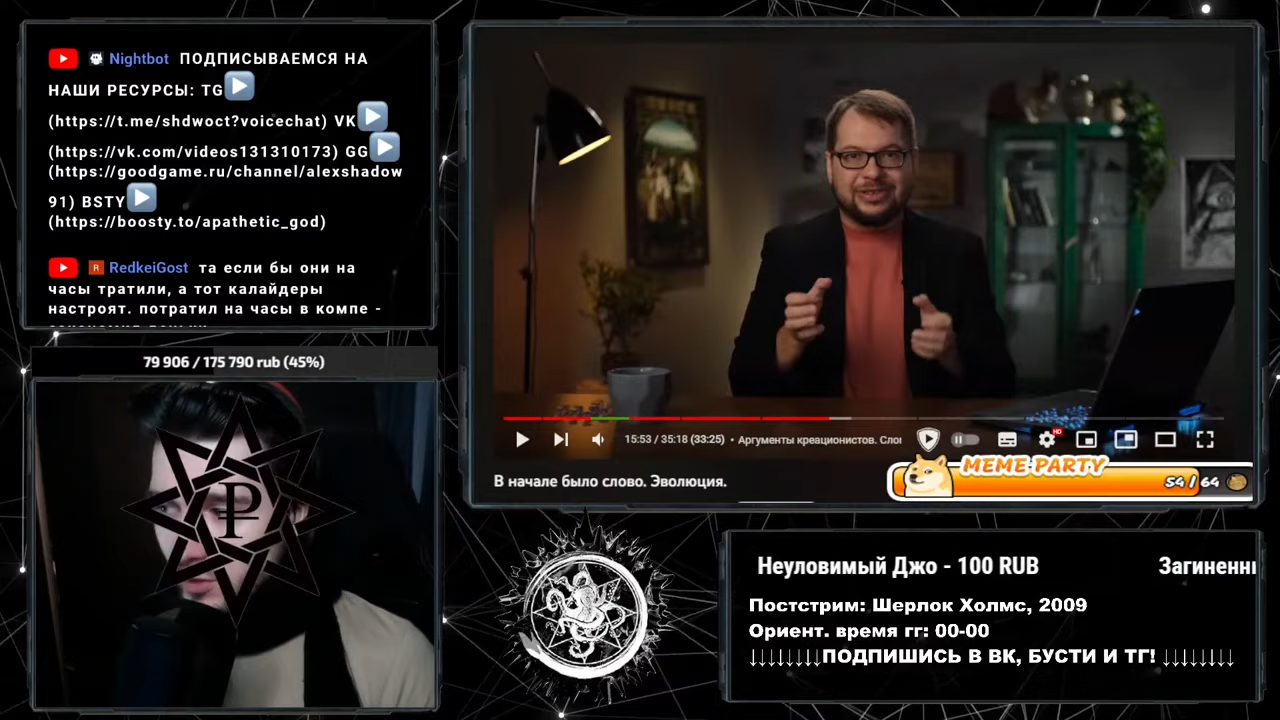 Nightbot ПОДПИСЫВАЕМСЯ НА
НАШИ РЕСУРСЫ: TG
(https://t.me/shdwoct?voicechat) VK
(https://vk.com/videos131310173) GG
(https://goodgame.ru/channel/alexshadow
91) BSTY
(https://boosty.to/apathetic_god)
R RedkeiGost та если бы они на
часы тратили, а тот калайдеры
настроят. потратил на часы в компе -
79 906 / 175 790 rub (45%)
₽
15:53 / 35:18 (33:25) • Аргументы креационистов. Слои
HD
В начале было слово. Эволюция.
MEME PARTY
54 / 64
Неуловимый Джо - 100 RUB
Загиненн
Постстрим: Шерлок Холмс, 2009
Ориент. время гг: 00-00
↓↓↓↓↓↓↓↓ПОДПИШИСЬ В ВК, БУСТИ И ТГ! ↓↓↓↓↓↓↓↓